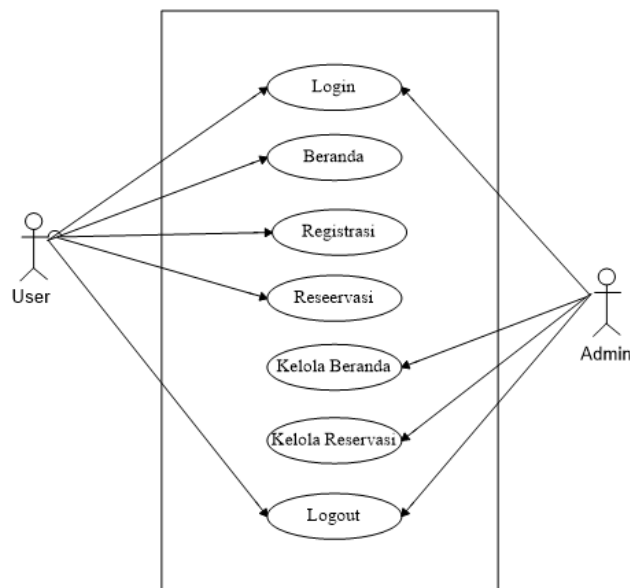 Login
Beranda
Registrasi
Reseervasi
Kelola Beranda
Kelola Reservasi
Logout
User
Admin